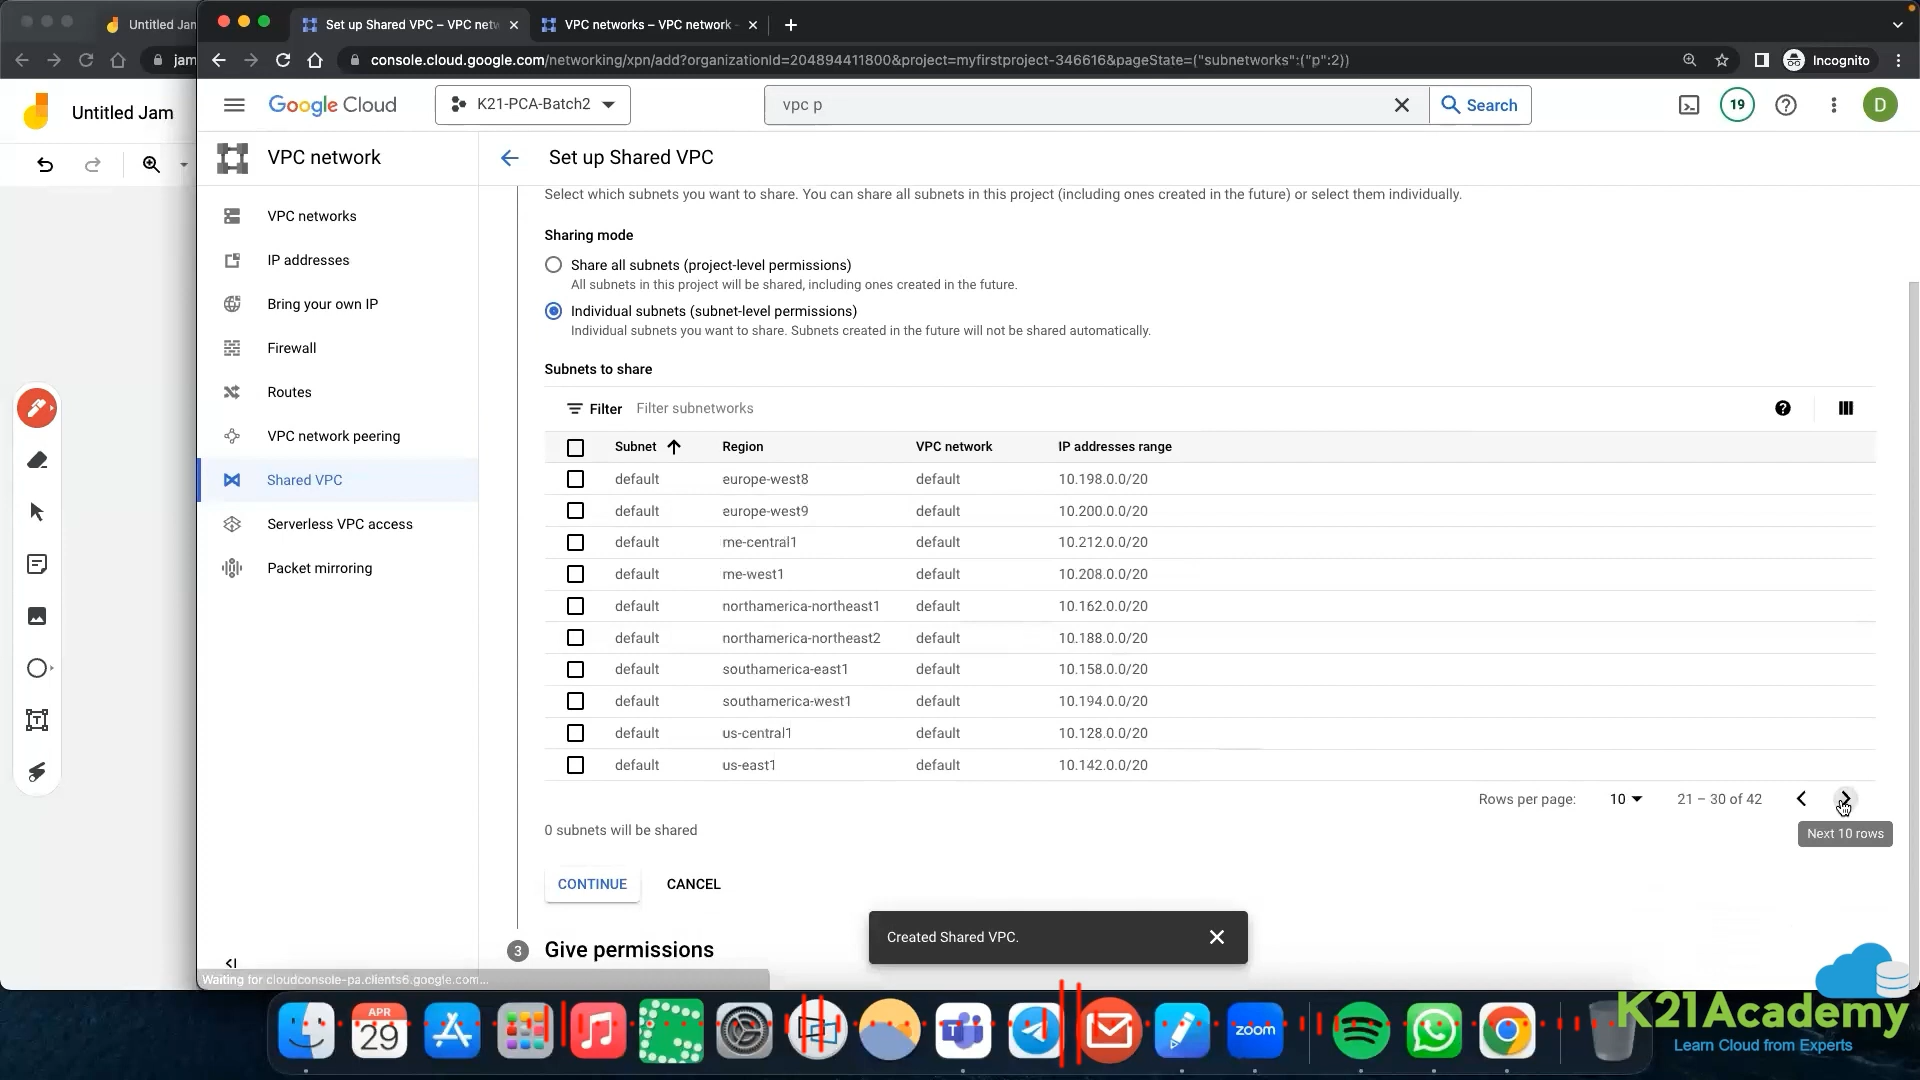 Untitled Jan
Set up Shared VPC – VPC netw
VPC networks – VPC network -
jam
console.cloud.google.com/networking/xpn/add?organizationId=204894411800&project=myfirstproject-346616&pageState=("subnetworks":("p":2))
Incognito
Untitled Jam
Google Cloud
K21-PCA-Batch2
vpc p
Search
19
D
VPC network
Set up Shared VPC
VPC networks
IP addresses
Bring your own IP
Firewall
Routes
VPC network peering
Shared VPC
Serverless VPC access
Packet mirroring
Select which subnets you want to share. You can share all subnets in this project (including ones created in the future) or select them individually.
Sharing mode
Share all subnets (project-level permissions)
All subnets in this project will be shared, including ones created in the future.
Individual subnets (subnet-level permissions)
Individual subnets you want to share. Subnets created in the future will not be shared automatically.
Subnets to share
Filter Filter subnetworks
Subnet Region VPC network IP addresses range
default europe-west8 default 10.198.0.0/20
default europe-west9 default 10.200.0.0/20
default me-central1 default 10.212.0.0/20
default me-west1 default 10.208.0.0/20
default northamerica-northeast1 default 10.162.0.0/20
default northamerica-northeast2 default 10.188.0.0/20
default southamerica-east1 default 10.158.0.0/20
default southamerica-west1 default 10.194.0.0/20
default us-central1 default 10.128.0.0/20
default us-east1 default 10.142.0.0/20
Rows per page: 10 21 – 30 of 42
Next 10 rows
0 subnets will be shared
CONTINUE CANCEL
Created Shared VPC.
3 Give permissions
Waiting for cloudconsole-pa.clients6.google.com...
APR
29
zoom
K21Academy
Learn Cloud from Experts